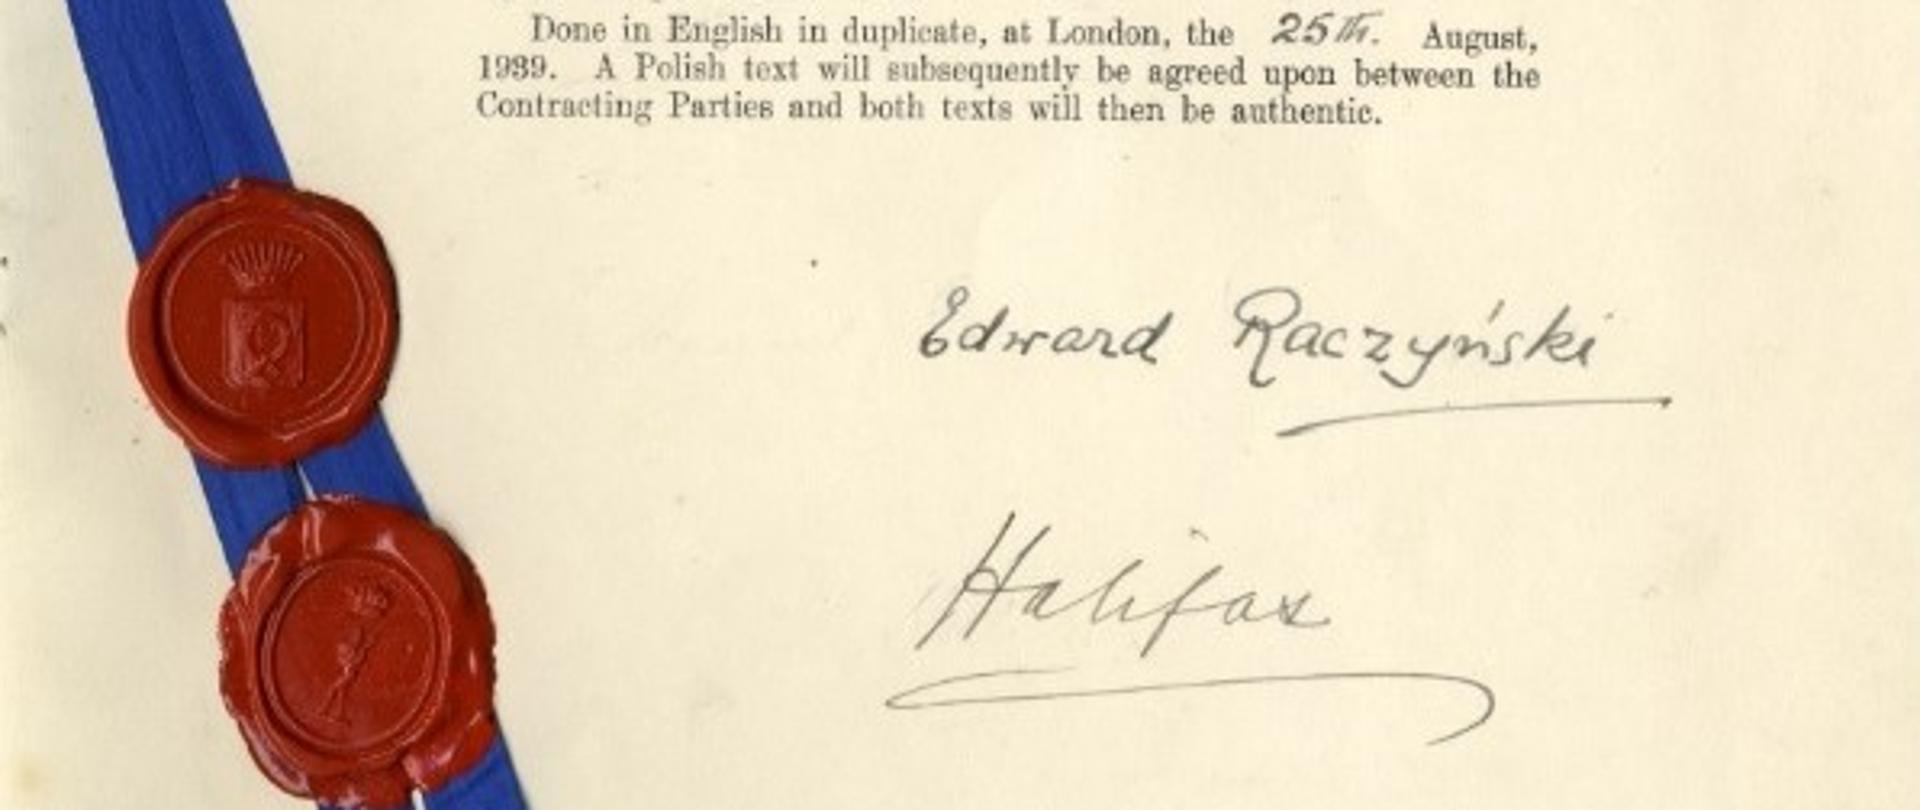 Done in English in duplicate, at London, the 25th. August,
1939. A Polish text will subsequently be agreed upon between the
Contracting Parties and both texts will then be authentic.
Edward Raczyński
Halifax